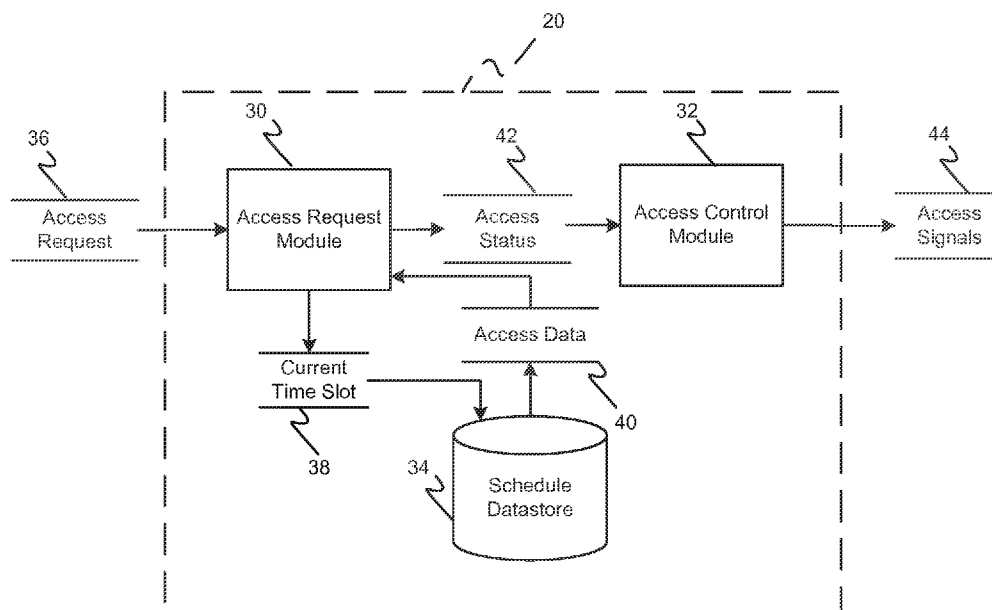 20
30
32
36
42
44
Access
Request
Access Request
Module
Access
Status
Access Control
Module
Access
Signals
Access Data
Current
Time Slot
40
38
34
Schedule
Datastore